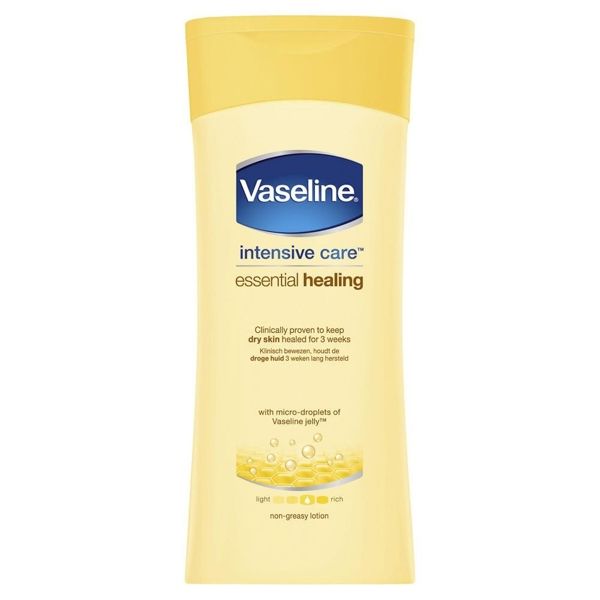 Vaseline®
intensive care™
essential healing
Clinically proven to keep
dry skin healed for 3 weeks
Klinisch bewezen, houdt de
droge huid 3 weken lang hersteld
with micro-droplets of
Vaseline jelly™
light rich
non-greasy lotion